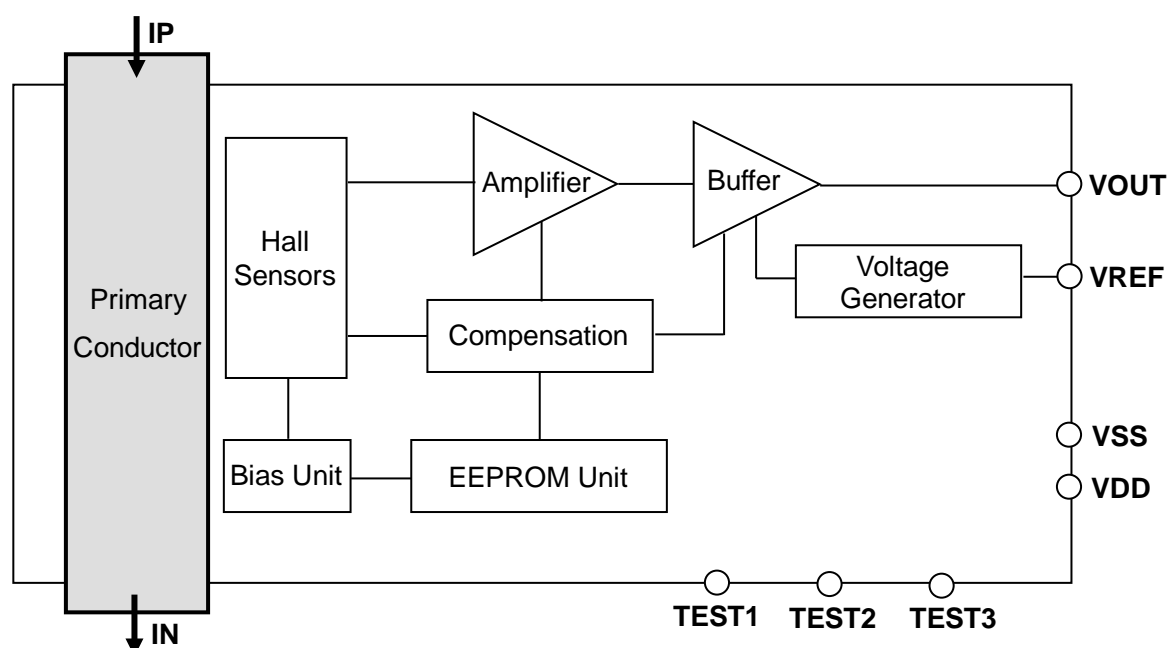 IP
Primary
Conductor
Hall
Sensors
Amplifier
Buffer
VOUT
Voltage
Generator
VREF
Compensation
Bias Unit
EEPROM Unit
VSS
VDD
TEST1
TEST2
TEST3
IN